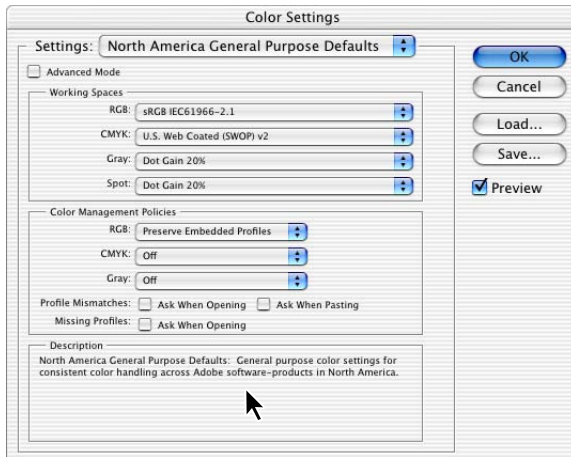 Color Settings
Settings: North America General Purpose Defaults
Advanced Mode
Working Spaces
RGB: sRGB IEC61966-2.1
CMYK: U.S. Web Coated (SWOP) v2
Gray: Dot Gain 20%
Spot: Dot Gain 20%
Color Management Policies
RGB: Preserve Embedded Profiles
CMYK: Off
Gray: Off
Profile Mismatches: Ask When Opening Ask When Pasting
Missing Profiles: Ask When Opening
Description
North America General Purpose Defaults: General purpose color settings for
consistent color handling across Adobe software-products in North America.
OK
Cancel
Load...
Save...
Preview